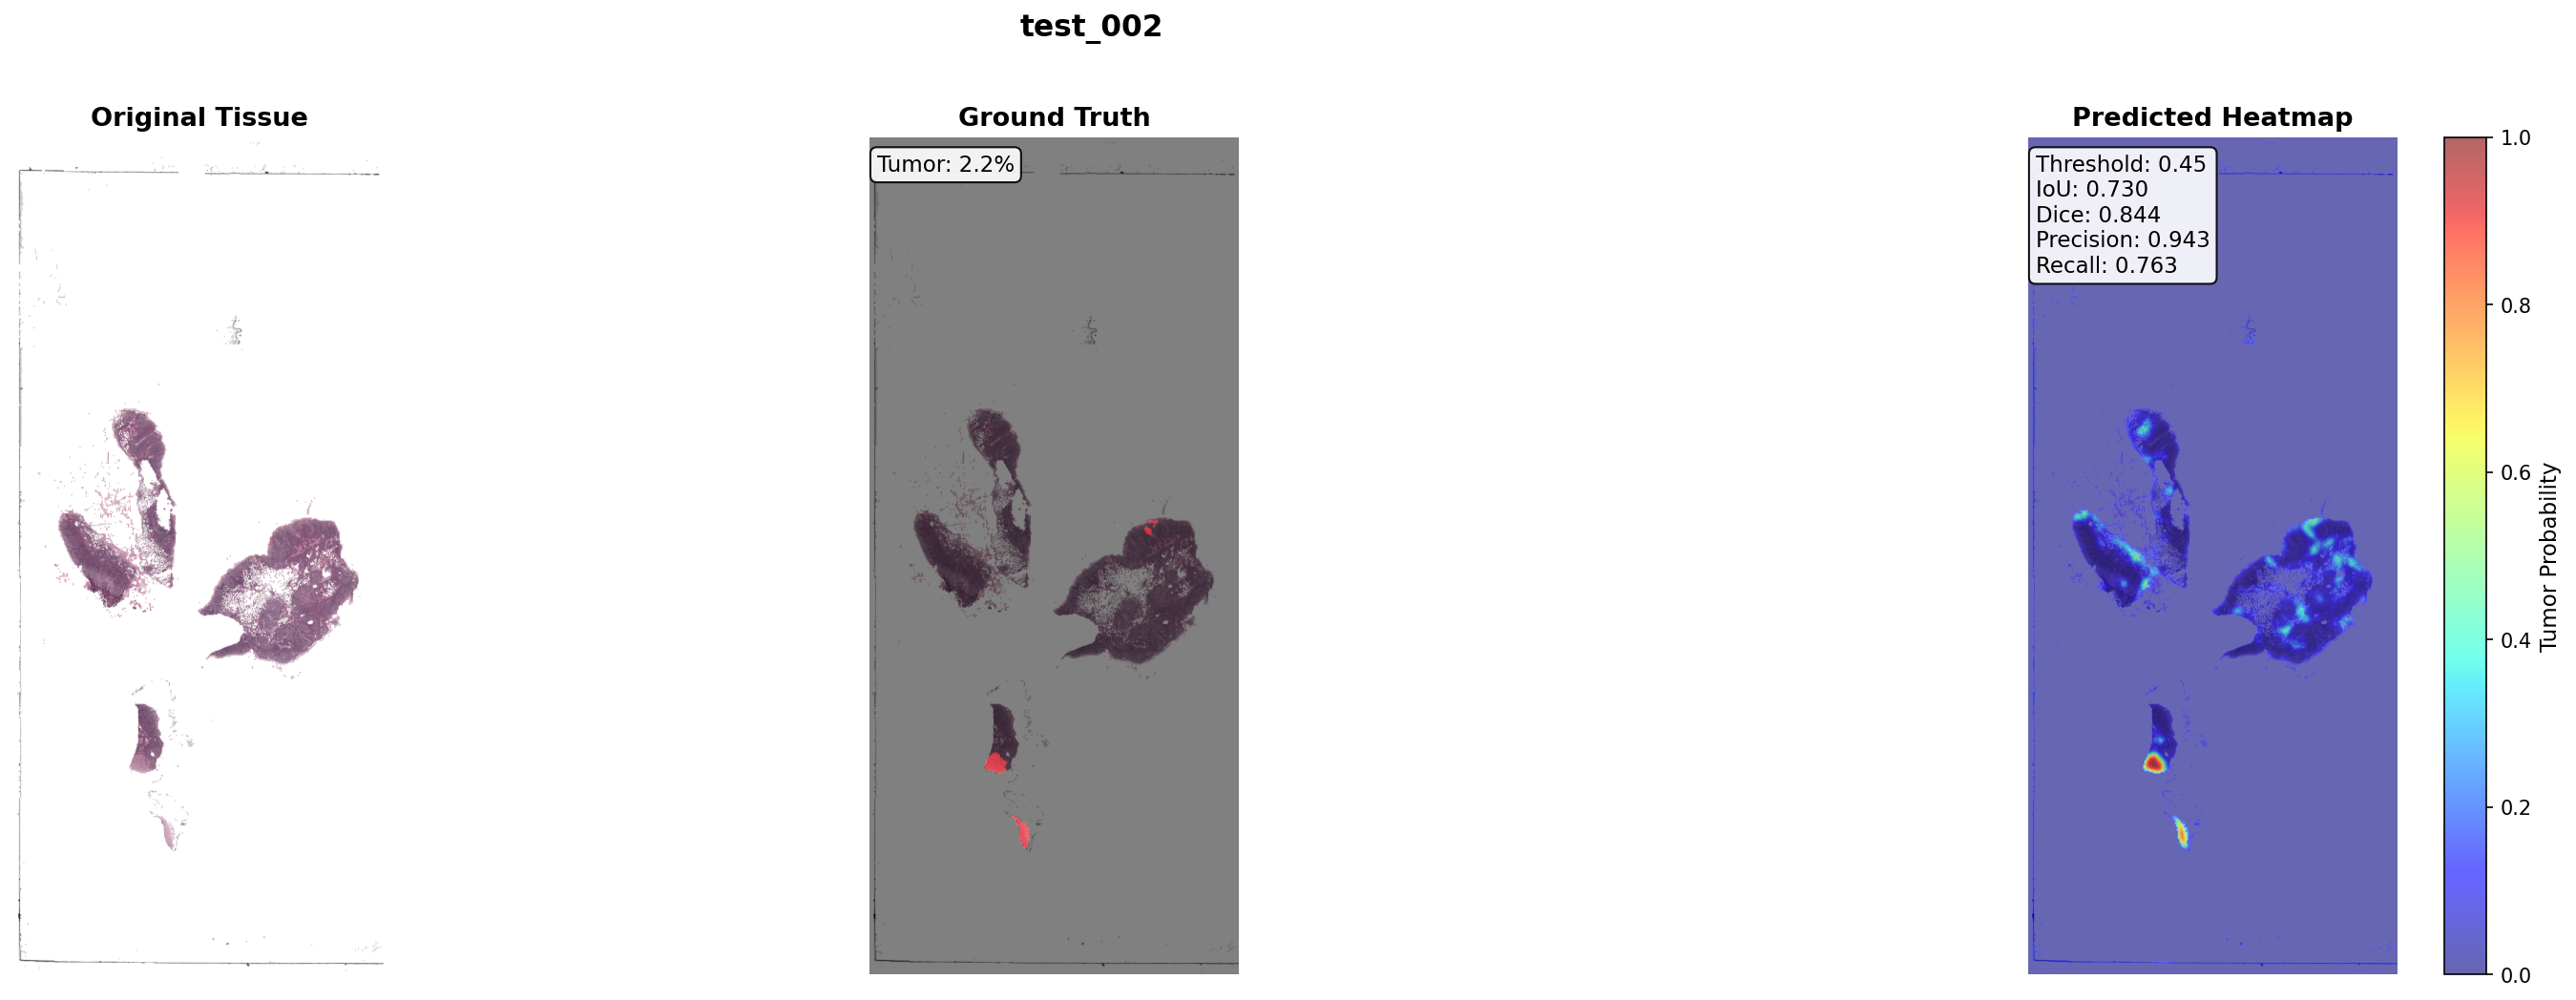 test_002
Original Tissue
Ground Truth
Tumor: 2.2%
Predicted Heatmap
Threshold: 0.45
IoU: 0.730
Dice: 0.844
Precision: 0.943
Recall: 0.763
1.0
0.8
0.6
0.4
0.2
0.0
Tumor Probability